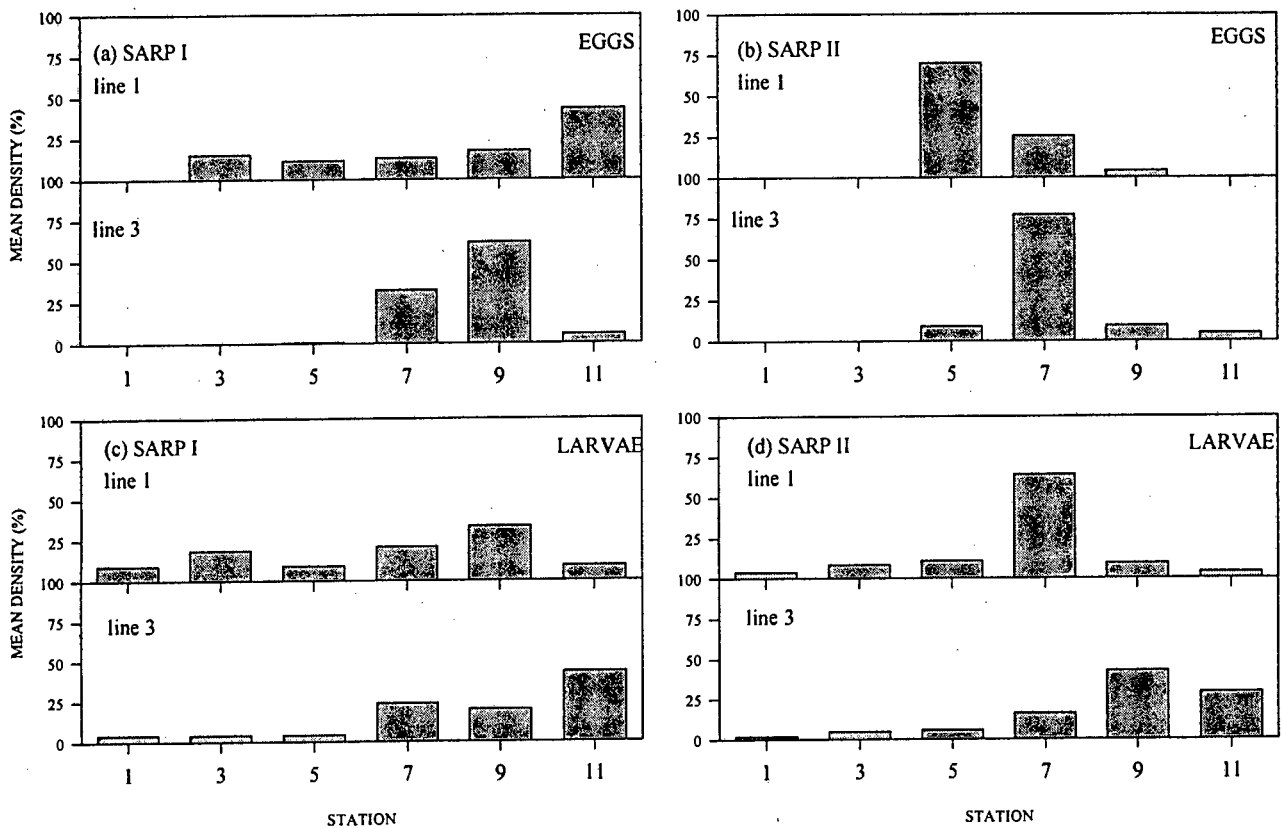 100
75
50
25
100
75
50
25
0
MEAN DENSITY (%)
(a) SARP I
EGGS
line 1
line 3
1 3 5 7 9 11
100
75
50
25
100
75
50
25
0
(b) SARP II
EGGS
line 1
line 3
1 3 5 7 9 11
100
75
50
25
100
75
50
25
0
MEAN DENSITY (%)
(c) SARP I
LARVAE
line 1
line 3
1 3 5 7 9 11
STATION
100
75
50
25
100
75
50
25
0
(d) SARP II
LARVAE
line 1
line 3
1 3 5 7 9 11
STATION